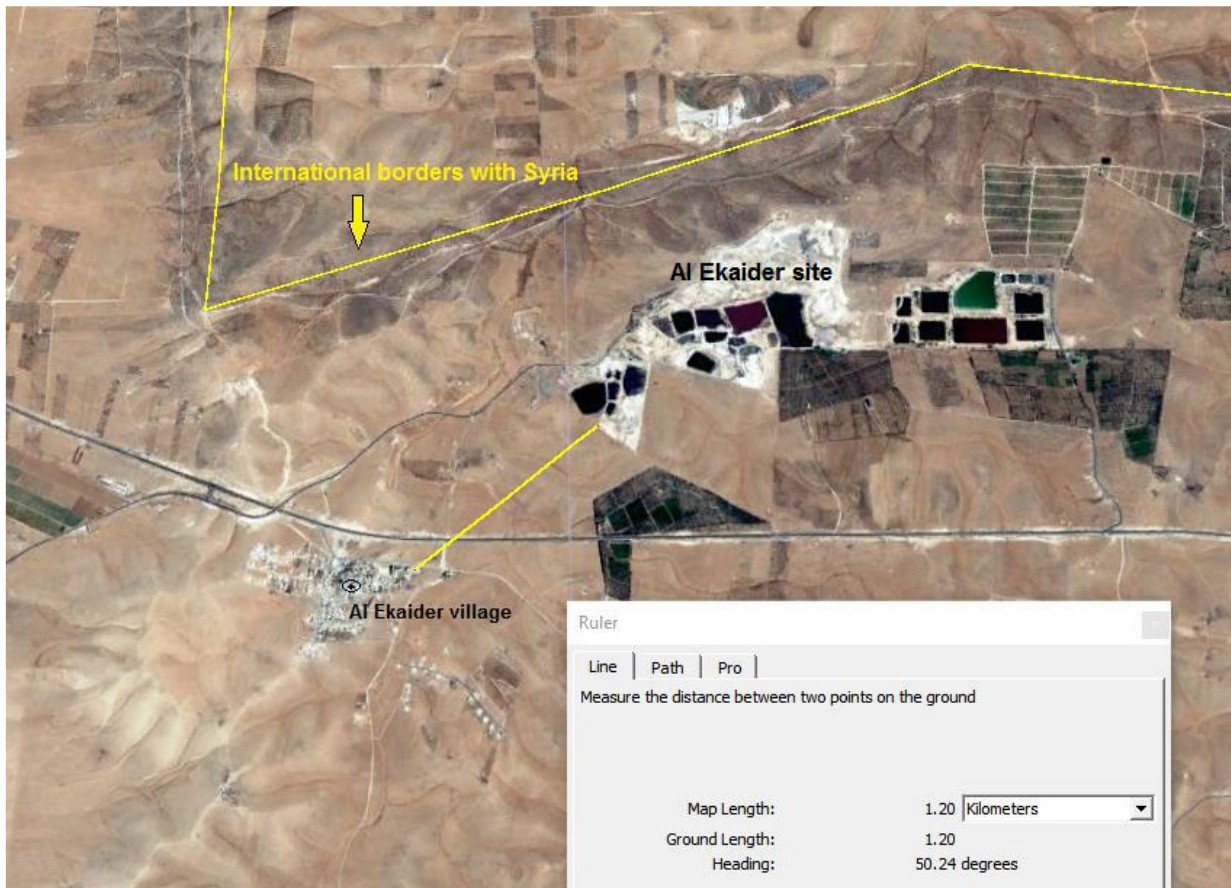 International borders with Syria
Al Ekaider site
Al Ekaider village
Ruler
Line Path Pro
Measure the distance between two points on the ground
Map Length: 1.20 Kilometers
Ground Length: 1.20
Heading: 50.24 degrees